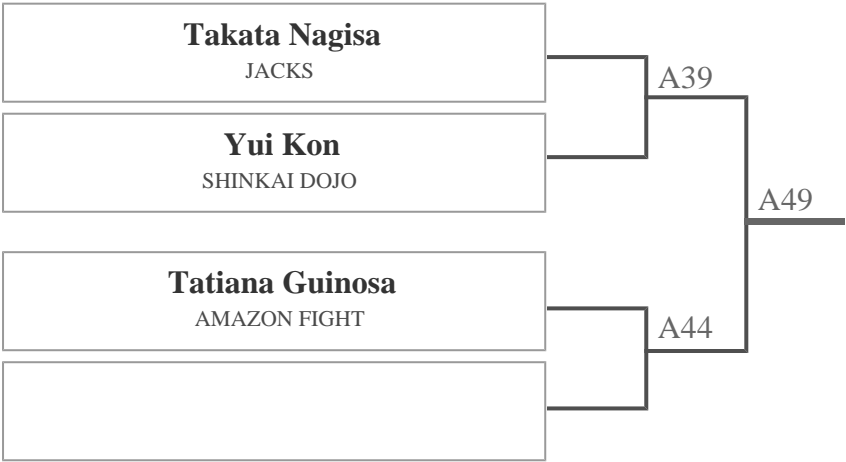 Takata Nagisa
JACKS
A39
Yui Kon
SHINKAI DOJO
A49
Tatiana Guinosa
AMAZON FIGHT
A44